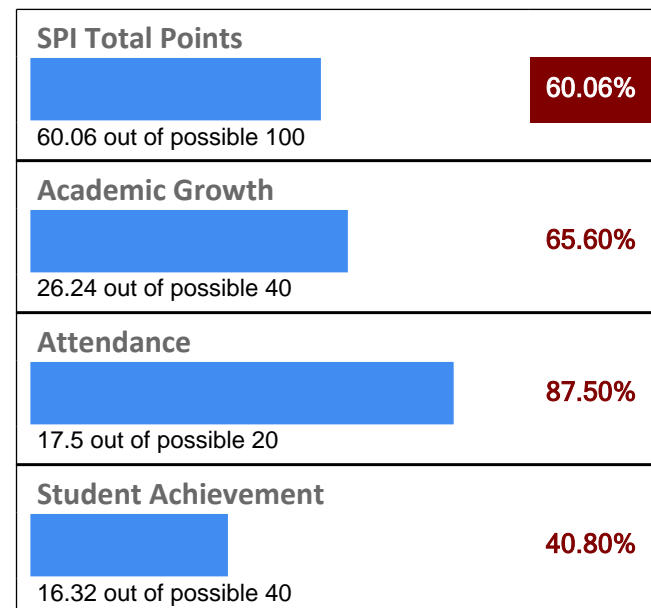 SPI Total Points
60.06%
60.06 out of possible 100
Academic Growth
65.60%
26.24 out of possible 40
Attendance
87.50%
17.5 out of possible 20
Student Achievement
40.80%
16.32 out of possible 40